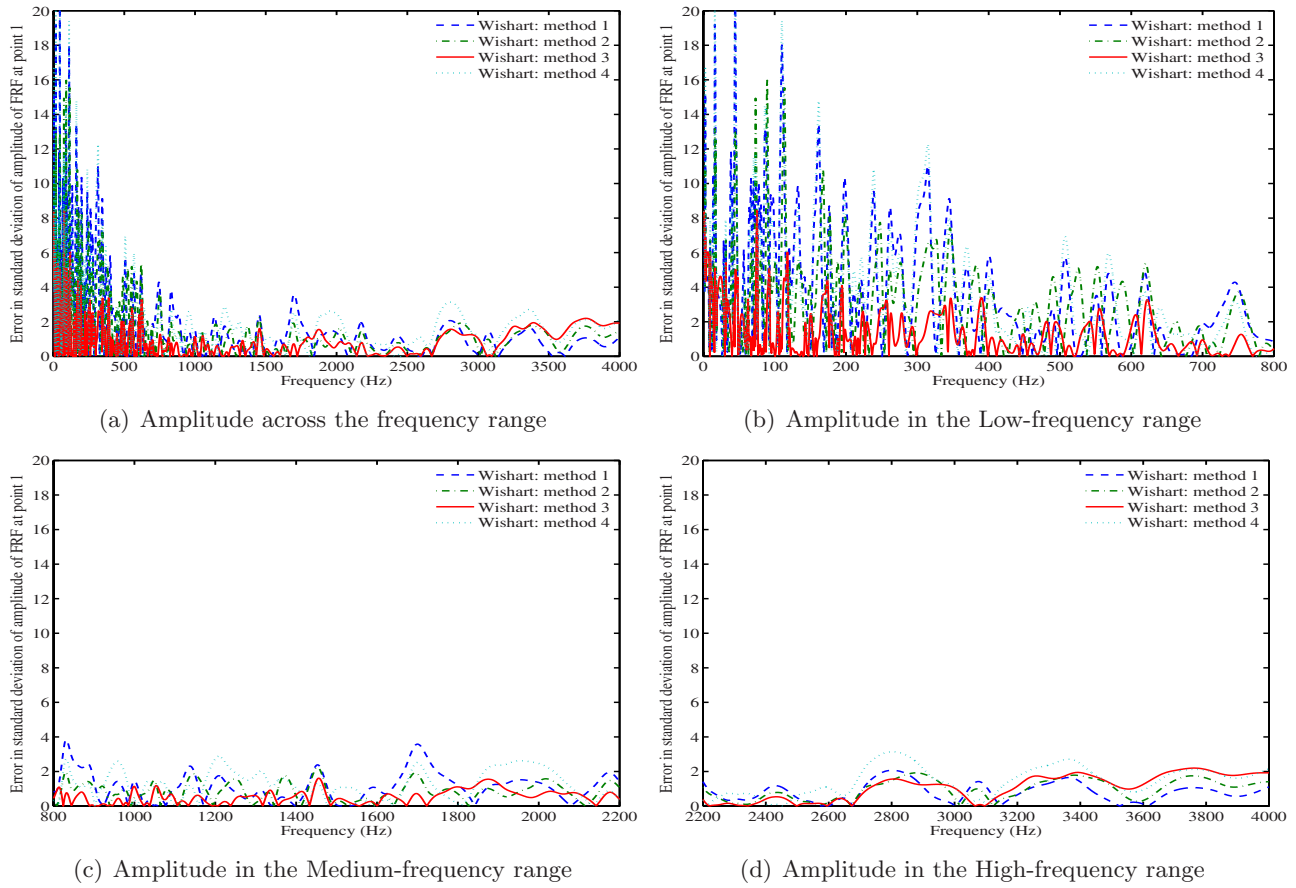 Error in standard deviation of amplitude of FRF at point 1
20
18
16
14
12
10
8
6
4
2
0
Wishart: method 1
Wishart: method 2
Wishart: method 3
Wishart: method 4
0 500 1000 1500 2000 2500 3000 3500 4000
Frequency (Hz)
(a) Amplitude across the frequency range
Error in standard deviation of amplitude of FRF at point 1
20
18
16
14
12
10
8
6
4
2
0
Wishart: method 1
Wishart: method 2
Wishart: method 3
Wishart: method 4
0 100 200 300 400 500 600 700 800
Frequency (Hz)
(b) Amplitude in the Low-frequency range
Error in standard deviation of amplitude of FRF at point 1
20
18
16
14
12
10
8
6
4
2
0
Wishart: method 1
Wishart: method 2
Wishart: method 3
Wishart: method 4
800 1000 1200 1400 1600 1800 2000 2200
Frequency (Hz)
(c) Amplitude in the Medium-frequency range
Error in standard deviation of amplitude of FRF at point 1
20
18
16
14
12
10
8
6
4
2
0
Wishart: method 1
Wishart: method 2
Wishart: method 3
Wishart: method 4
2200 2400 2600 2800 3000 3200 3400 3600 3800 4000
Frequency (Hz)
(d) Amplitude in the High-frequency range